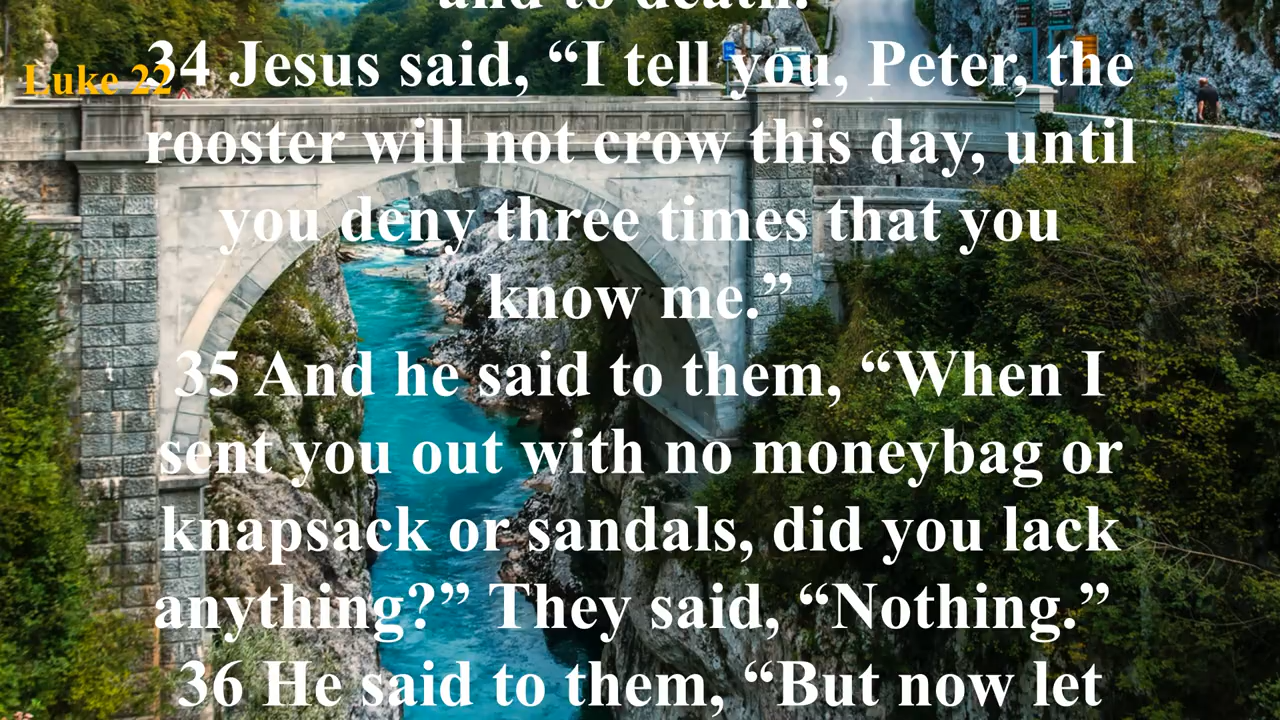 and to death.”
Luke 22
34 Jesus said, “I tell you, Peter, the
rooster will not crow this day, until
you deny three times that you
know me.”
35 And he said to them, “When I
sent you out with no moneybag or
knapsack or sandals, did you lack
anything?” They said, “Nothing.”
36 He said to them, “But now let